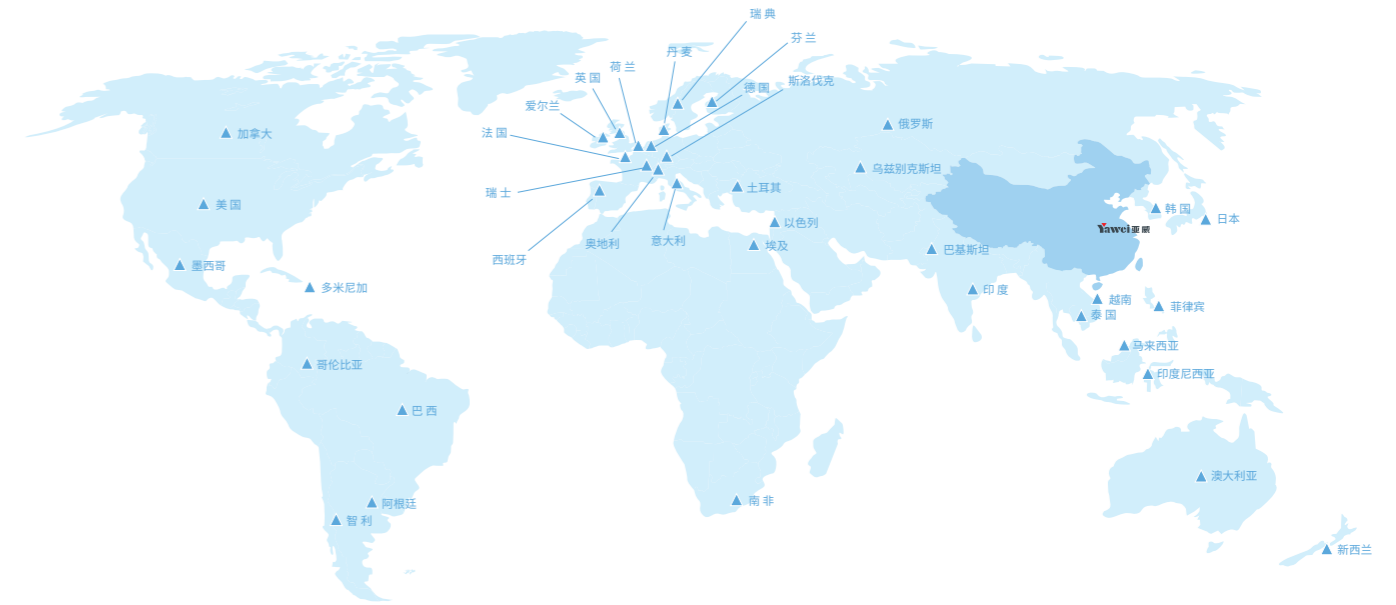 瑞典
芬兰
丹麦
荷兰
英国
德国
斯洛伐克
爱尔兰
法国
俄罗斯
加拿大
乌兹别克斯坦
土耳其
瑞士
美国
韩国
日本
以色列
Yawei亚威
奥地利
意大利
埃及
巴基斯坦
西班牙
墨西哥
多米尼加
印度
越南
菲律宾
泰国
马来西亚
哥伦比亚
印度尼西亚
巴西
澳大利亚
阿根廷
南非
智利
新西兰